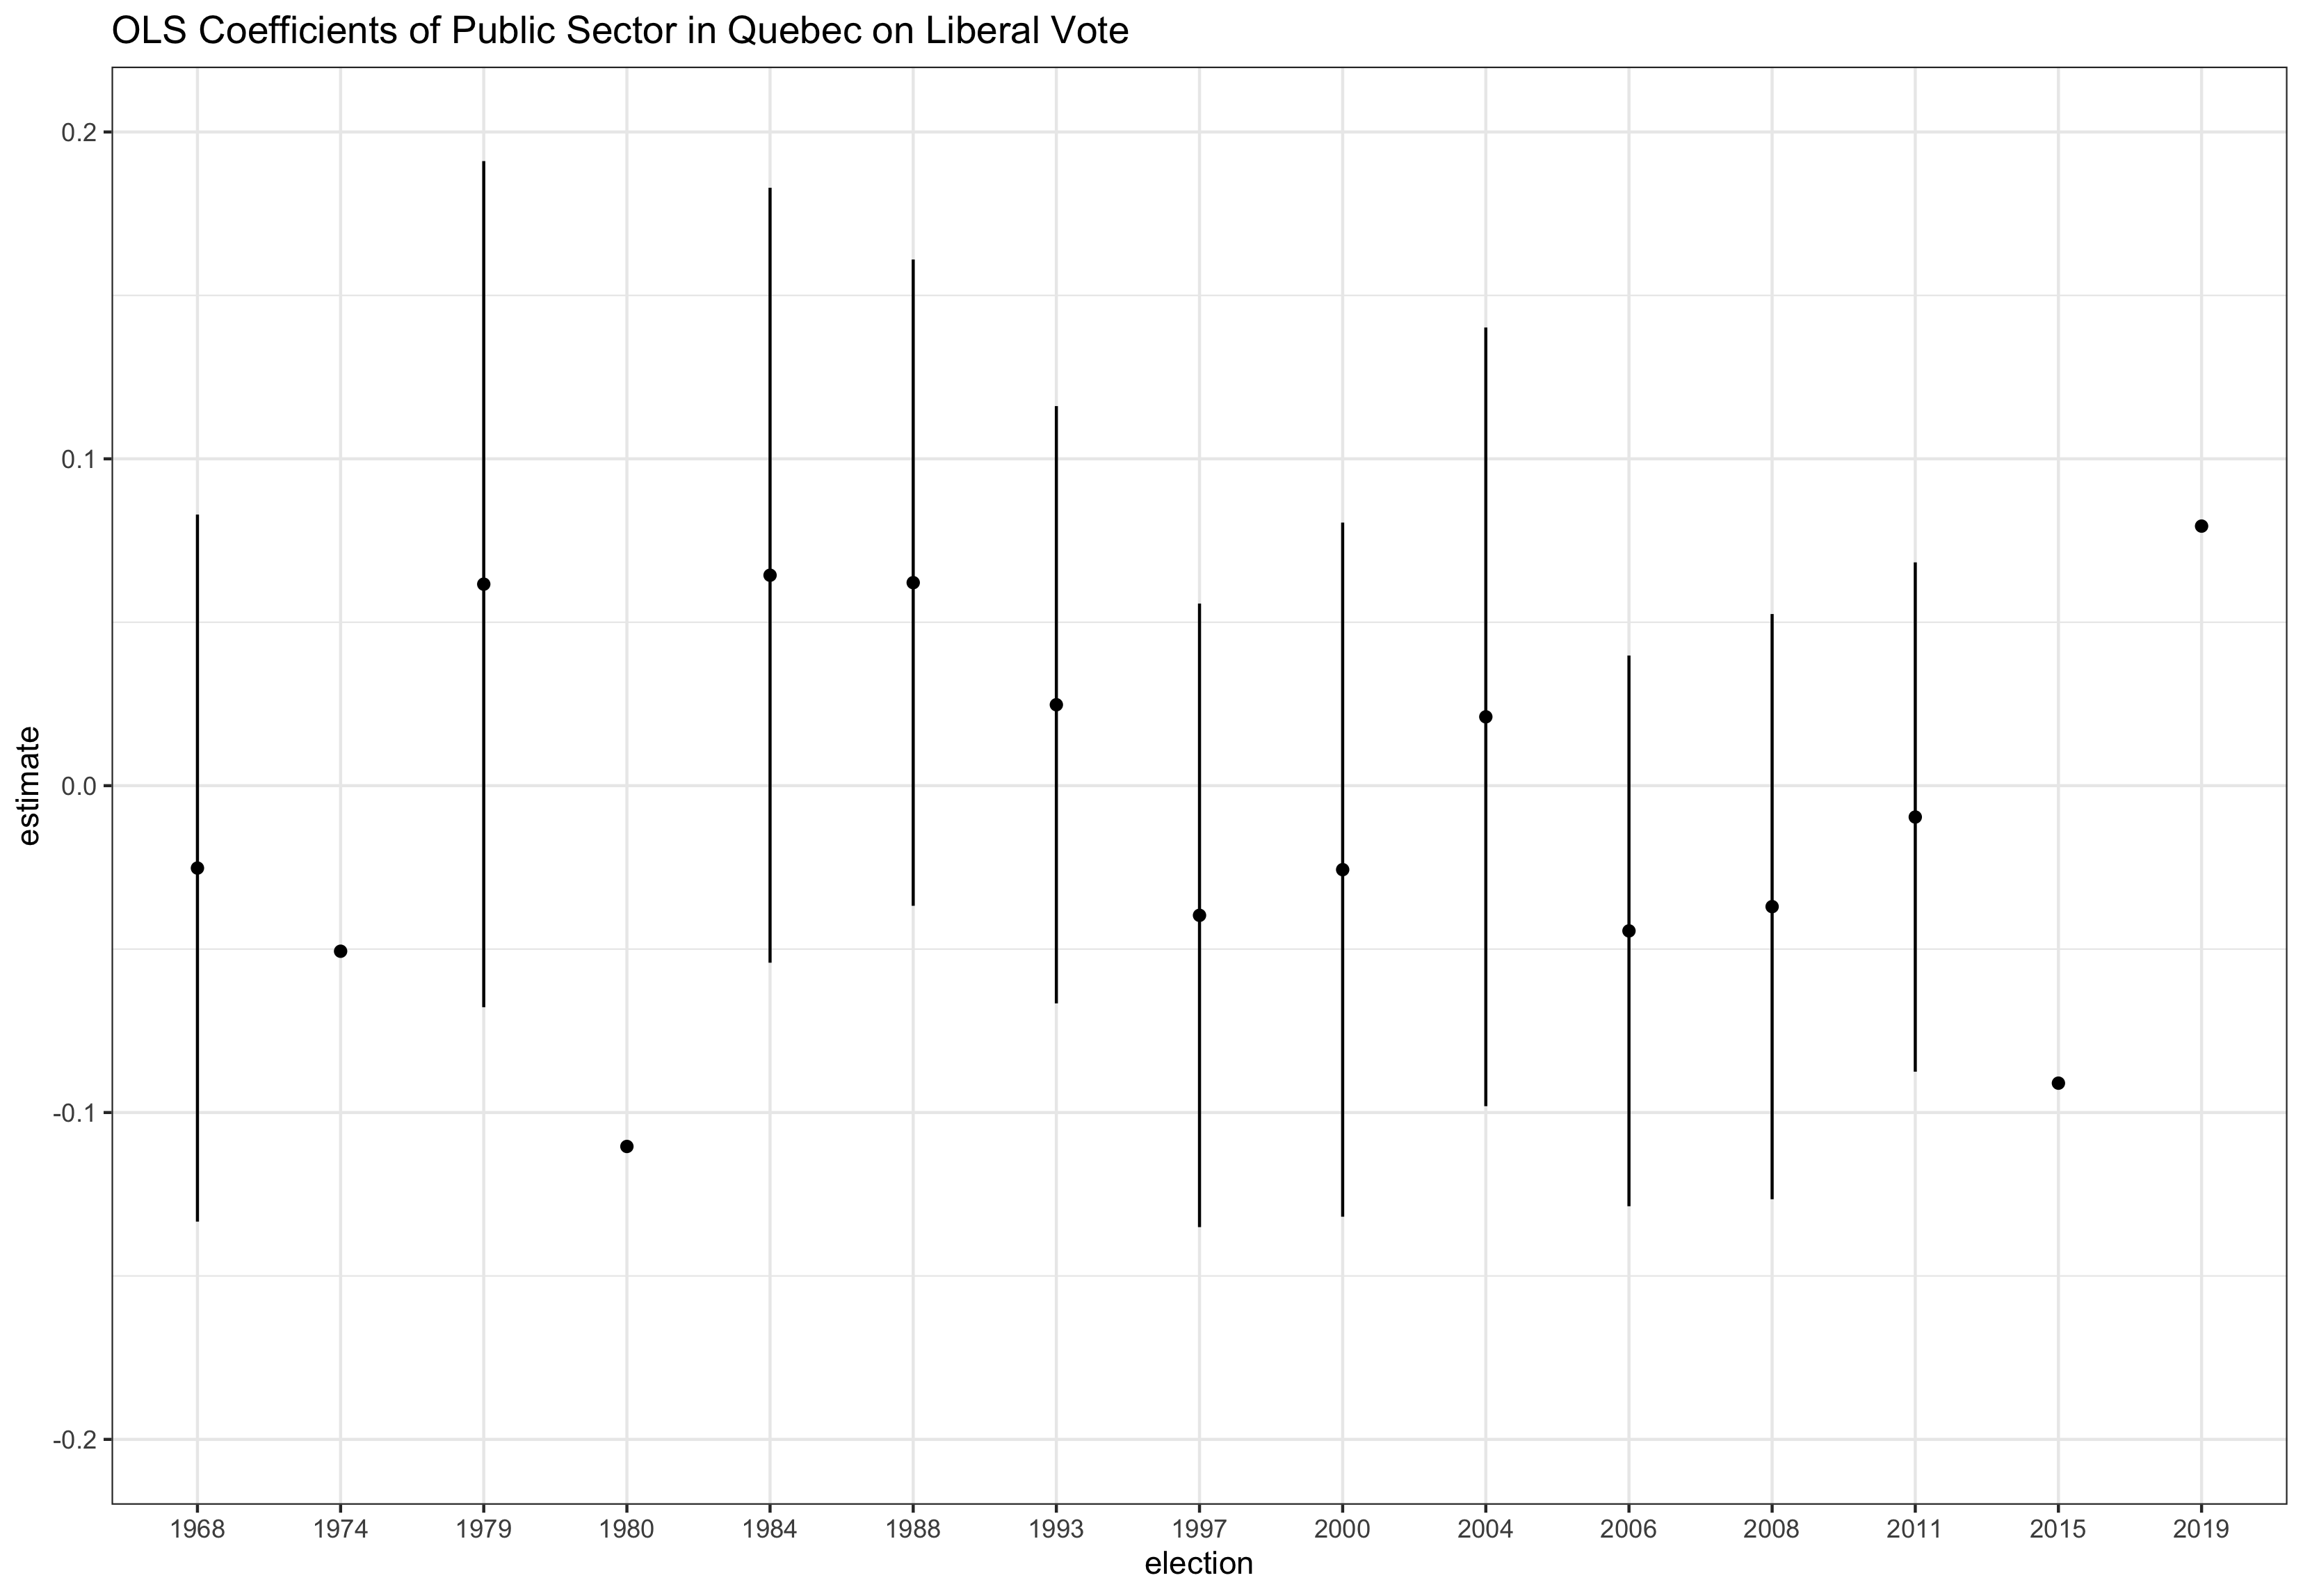 OLS Coefficients of Public Sector in Quebec on Liberal Vote
estimate
0.2
0.1
0.0
-0.1
-0.2
1968 1974 1979 1980 1984 1988 1993 1997 2000 2004 2006 2008 2011 2015 2019
election